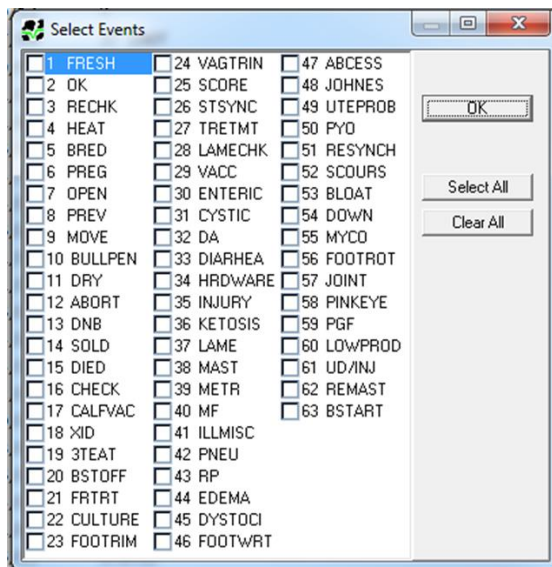 Select Events
1 FRESH
2 OK
3 RECHK
4 HEAT
5 BRED
6 PREG
7 OPEN
8 PREV
9 MOVE
10 BULLPEN
11 DRY
12 ABORT
13 DNB
14 SOLD
15 DIED
16 CHECK
17 CALFVAC
18 XID
19 3TEAT
20 BSTOFF
21 FRTRT
22 CULTURE
23 FOOTRIM
24 VAGTRIN
25 SCORE
26 STSYNC
27 TRETMT
28 LAMECHK
29 VACC
30 ENTERIC
31 CYSTIC
32 DA
33 DIARHEA
34 HRDWARE
35 INJURY
36 KETOSIS
37 LAME
38 MAST
39 METR
40 MF
41 ILLMISC
42 PNEU
43 RP
44 EDEMA
45 DYSTOCI
46 FOOTWRT
47 ABCESS
48 JOHNES
49 UTEPROB
50 PYO
51 RESYNCH
52 SCOURS
53 BLOAT
54 DOWN
55 MYCO
56 FOOTROT
57 JOINT
58 PINKEYE
59 PGF
60 LOWPROD
61 UD/INJ
62 REMAST
63 BSTART
OK
Select All
Clear All